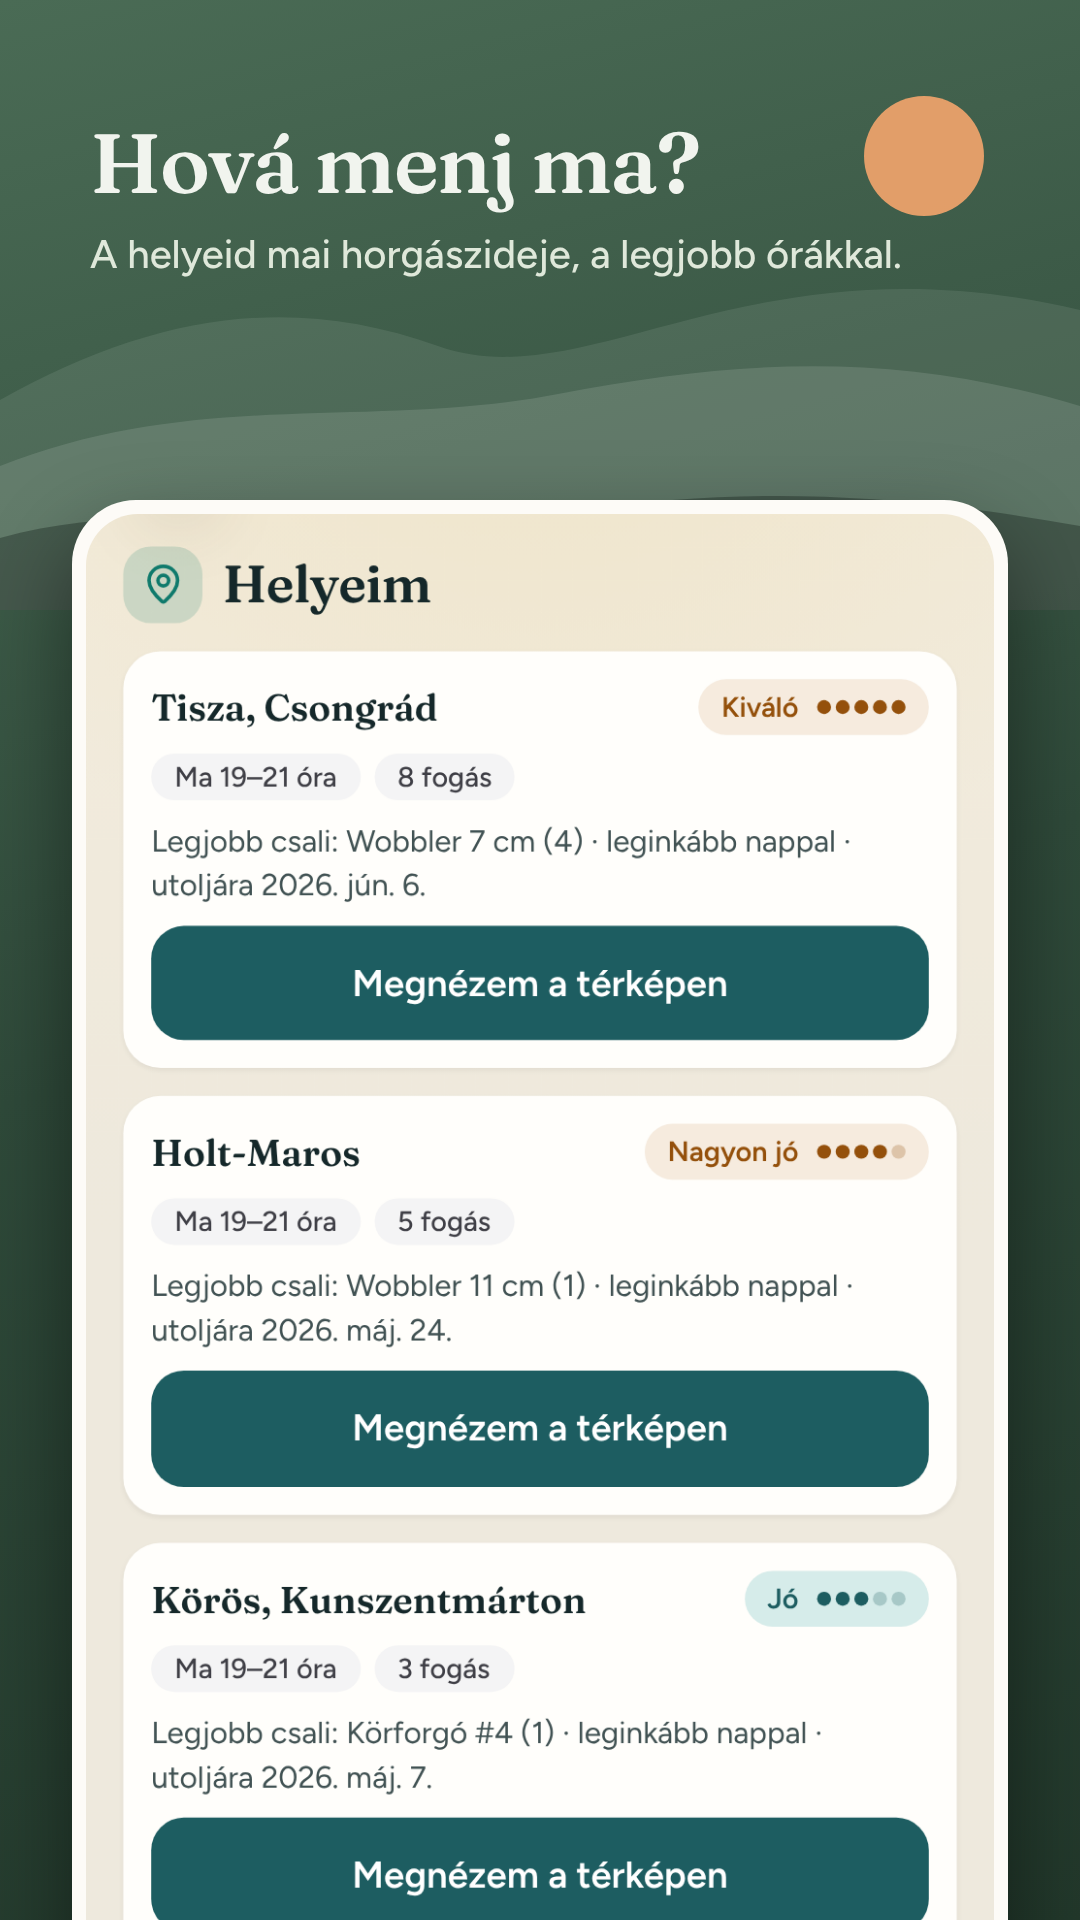 Hová menj ma?
A helyeid mai horgászideje, a legjobb órákkal.
Helyeim
Tisza, Csongrád
Kiváló
Ma 19–21 óra
8 fogás
Legjobb csali: Wobbler 7 cm (4) · leginkább nappal ·
utoljára 2026. jún. 6.
Megnézem a térképen
Holt-Maros
Nagyon jó
Ma 19–21 óra
5 fogás
Legjobb csali: Wobbler 11 cm (1) · leginkább nappal ·
utoljára 2026. máj. 24.
Megnézem a térképen
Körös, Kunszentmárton
Jó
Ma 19–21 óra
3 fogás
Legjobb csali: Körforgó #4 (1) · leginkább nappal ·
utoljára 2026. máj. 7.
Megnézem a térképen